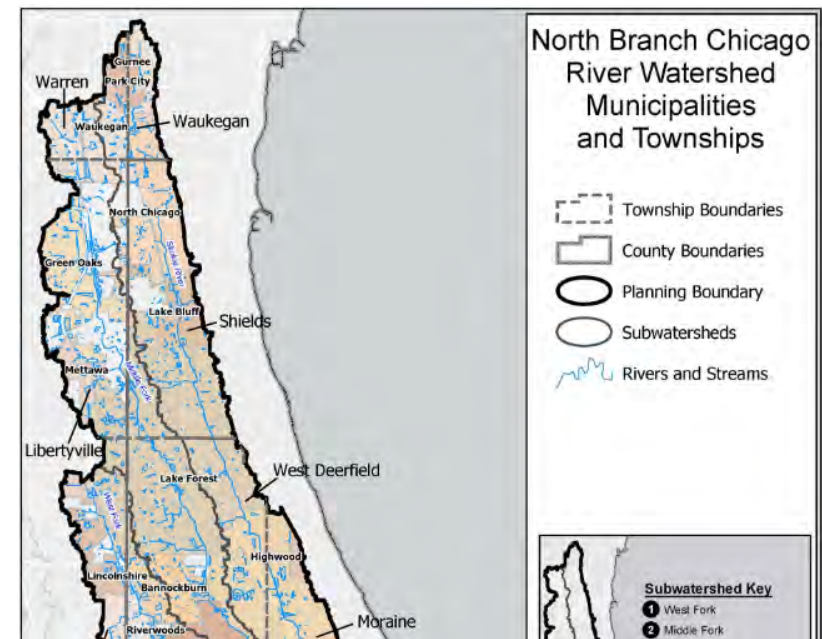 North Branch Chicago
River Watershed
Municipalities
and Townships
Township Boundaries
County Boundaries
Planning Boundary
Subwatersheds
Rivers and Streams
Gurnee
Park City
Warren
Waukegan
Waukegan
North Chicago
Skokie River
Green Oaks
Lake Bluff
Shields
Mettawa
Middle Fork
Libertyville
Lake Forest
West Deerfield
West Fork
Highwood
Lincolnshire
Bannockburn
Riverwoods
Moraine
Subwatershed Key
1 West Fork
2 Middle Fork